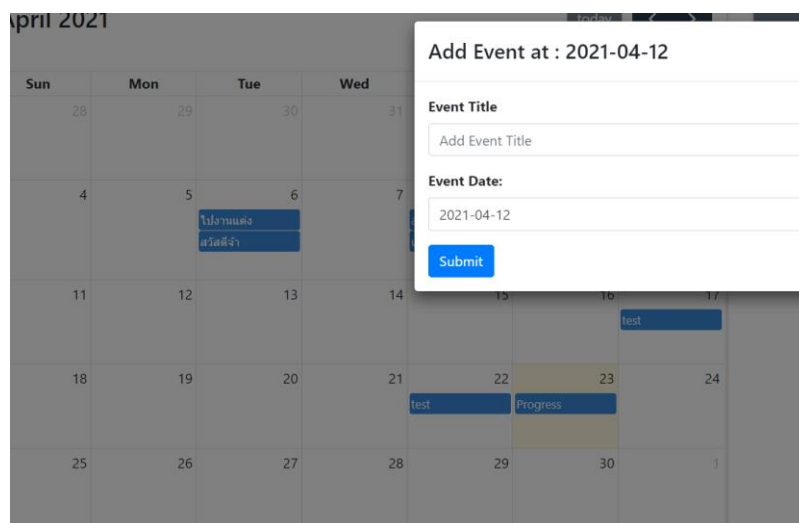 April 2021
today
Add Event at : 2021-04-12
Sun Mon Tue Wed
Event Title
28 29 30 31
Add Event Title
Event Date:
4 5 6 7
2021-04-12
ไปงานแต่ง
สวัสดีจ้า
Submit
11 12 13 14 15 16 17
test
18 19 20 21 22 23 24
test Progress
25 26 27 28 29 30 1